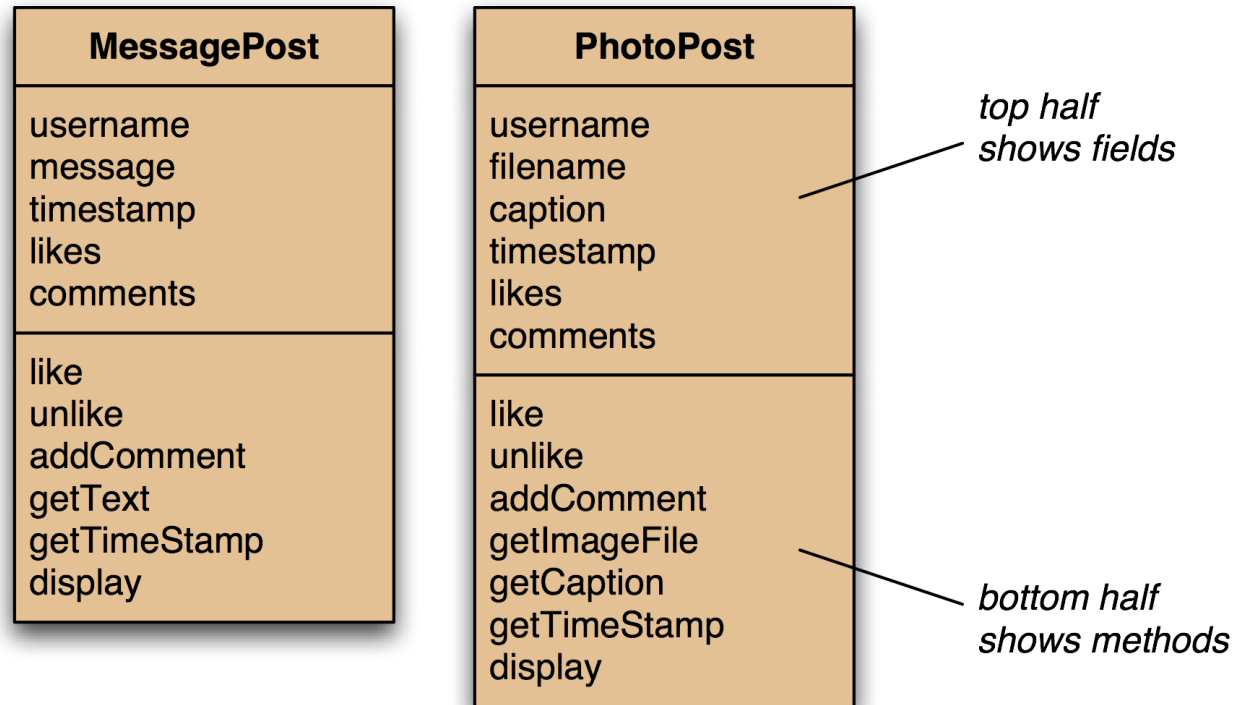 MessagePost
username
message
timestamp
likes
comments
like
unlike
addComment
getText
getTimeStamp
display
PhotoPost
username
filename
caption
timestamp
likes
comments
like
unlike
addComment
getImageFile
getCaption
getTimeStamp
display
top half
shows fields
bottom half
shows methods